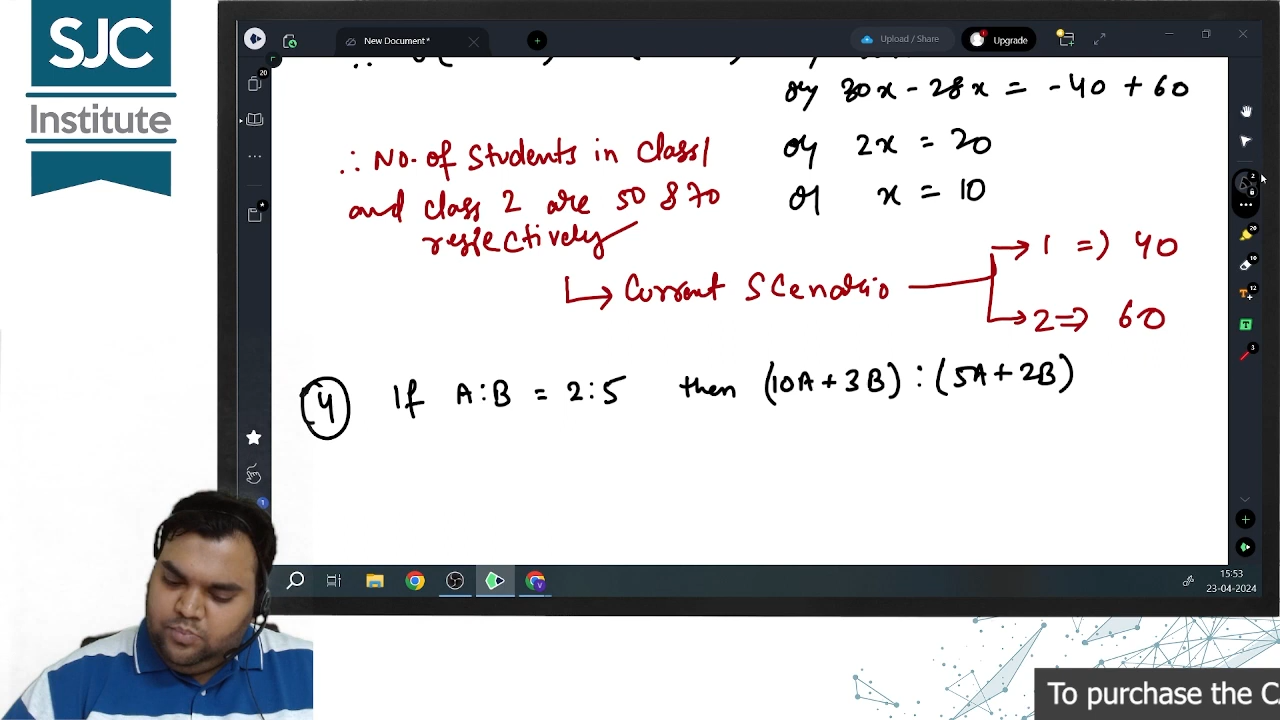 SJC
Institute
New Document*
Upload / Share
Upgrade
or 30x - 28x = -40 + 60
∴ No. of Students in Class 1
or 2x = 20
and class 2 are 50 & 70
or x = 10
respectively
→ 1 => 40
↳ Current Scenario
→ 2 => 60
4 If A:B = 2:5 then (10A + 3B) : (5A + 2B)
15:53
23-04-2024
To purchase the C